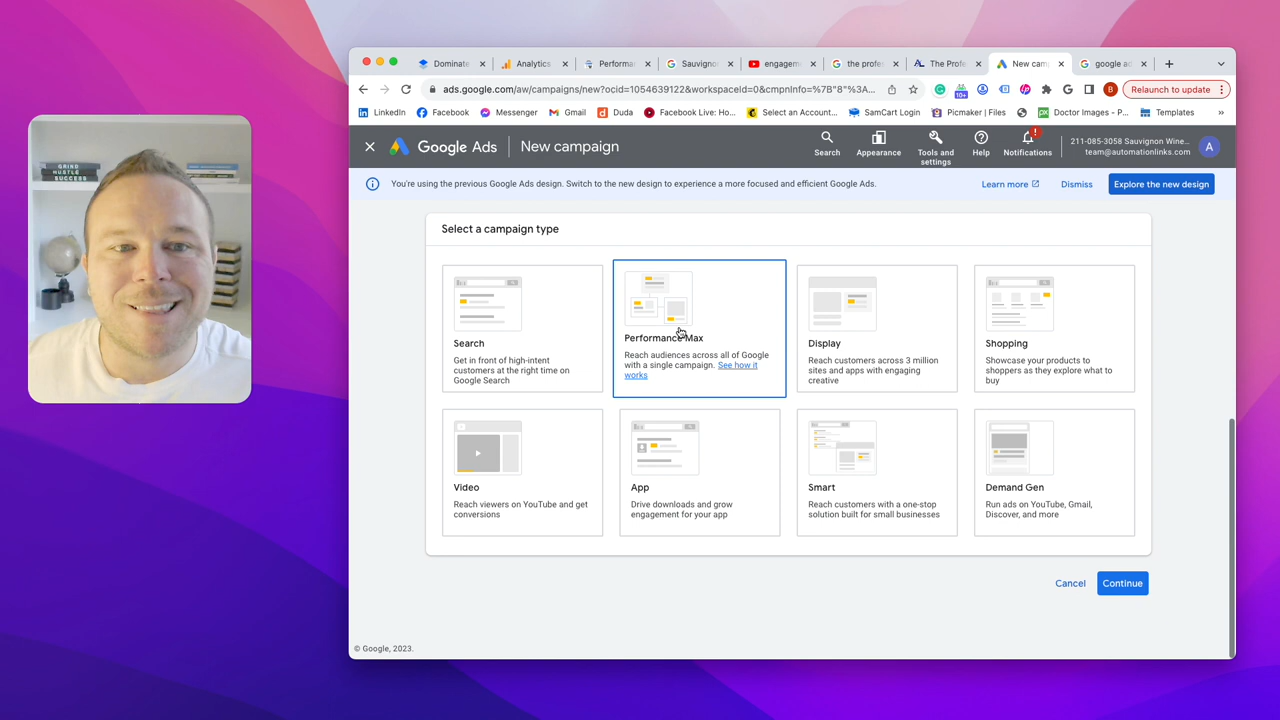 GRIND
HUSTLE
SUCCESS
Dominate
Analytics
Performa
Sauvignon
engagem
the profes
The Profe
New camp
google ad
ads.google.com/aw/campaigns/new?ocid=1054639122&workspaceId=0&cmpnInfo=%7B"8"%3A...
10+
B
Relaunch to update
LinkedIn
Facebook
Messenger
Gmail
Duda
Facebook Live: Ho...
Select an Account...
SamCart Login
Picmaker | Files
Doctor Images - P...
Templates
»
Google Ads
New campaign
Search
Appearance
Tools and
settings
Help
Notifications
!
211-085-3058 Sauvignon Wine...
team@automationlinks.com
A
You're using the previous Google Ads design. Switch to the new design to experience a more focused and efficient Google Ads.
Learn more
Dismiss
Explore the new design
Select a campaign type
Search
Get in front of high-intent
customers at the right time on
Google Search
Performance Max
Reach audiences across all of Google
with a single campaign. See how it
works
Display
Reach customers across 3 million
sites and apps with engaging
creative
Shopping
Showcase your products to
shoppers as they explore what to
buy
Video
Reach viewers on YouTube and get
conversions
App
Drive downloads and grow
engagement for your app
Smart
Reach customers with a one-stop
solution built for small businesses
Demand Gen
Run ads on YouTube, Gmail,
Discover, and more
Cancel
Continue
© Google, 2023.